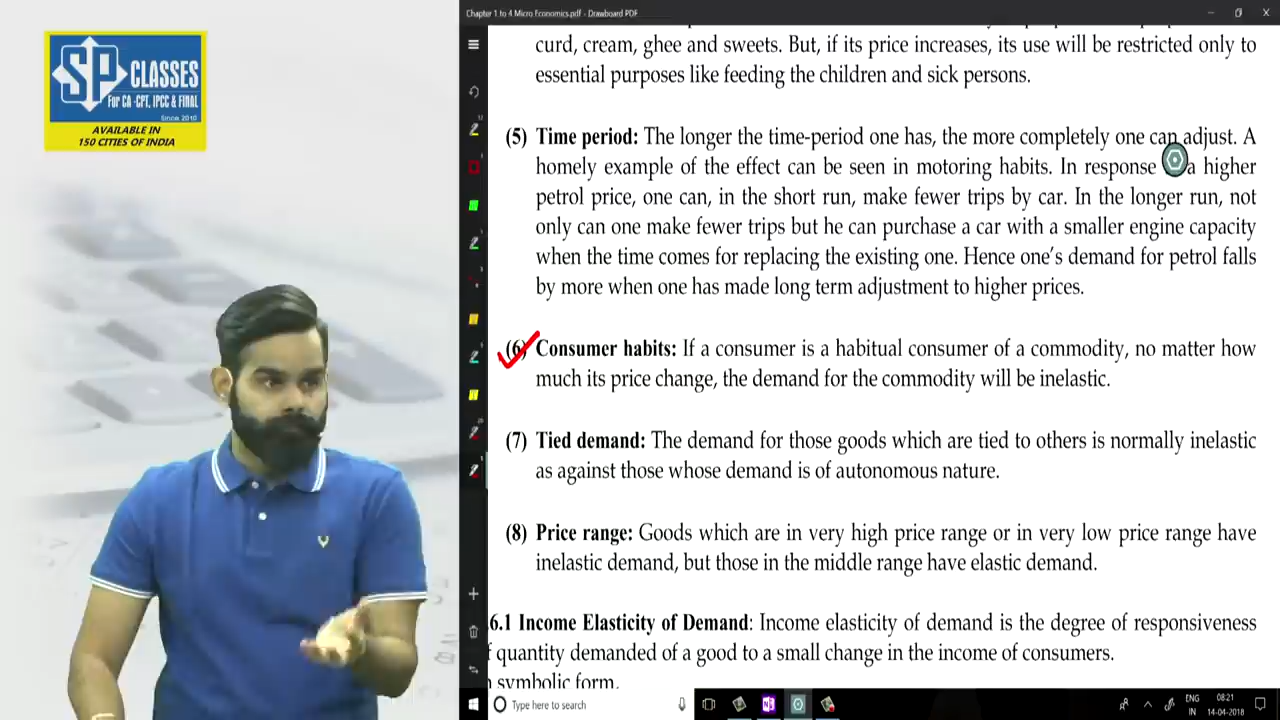 Chapter 1 to 4 Micro Economics.pdf - Drawboard PDF
SP CLASSES
For CA -CPT, IPCC & FINAL
Since 2010
AVAILABLE IN
150 CITIES OF INDIA
curd, cream, ghee and sweets. But, if its price increases, its use will be restricted only to
essential purposes like feeding the children and sick persons.
(5) Time period: The longer the time-period one has, the more completely one can adjust. A
homely example of the effect can be seen in motoring habits. In response a higher
petrol price, one can, in the short run, make fewer trips by car. In the longer run, not
only can one make fewer trips but he can purchase a car with a smaller engine capacity
when the time comes for replacing the existing one. Hence one's demand for petrol falls
by more when one has made long term adjustment to higher prices.
(6) Consumer habits: If a consumer is a habitual consumer of a commodity, no matter how
much its price change, the demand for the commodity will be inelastic.
(7) Tied demand: The demand for those goods which are tied to others is normally inelastic
as against those whose demand is of autonomous nature.
(8) Price range: Goods which are in very high price range or in very low price range have
inelastic demand, but those in the middle range have elastic demand.
6.1 Income Elasticity of Demand: Income elasticity of demand is the degree of responsiveness
f quantity demanded of a good to a small change in the income of consumers.
symbolic form.
Type here to search
ENG
IN
08:21
14-04-2018